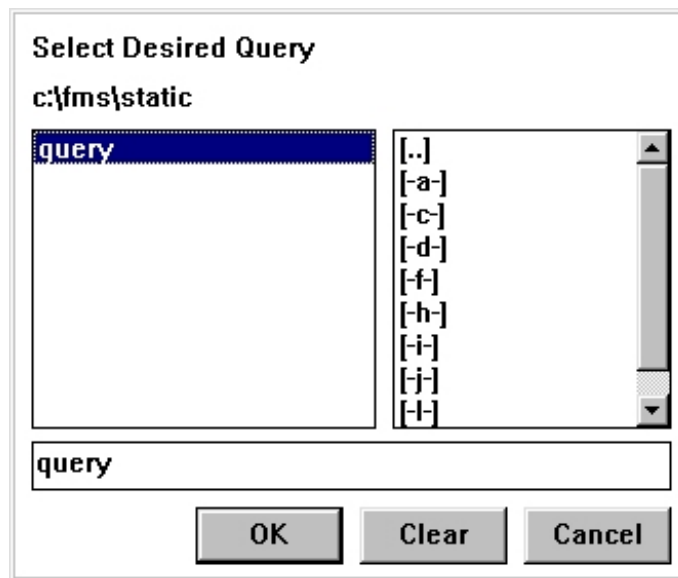 Select Desired Query
c:\fms\static
query
[..]
[-a-]
[-c-]
[-d-]
[-f-]
[-h-]
[-i-]
[-j-]
[-l-]
query
OK Clear Cancel